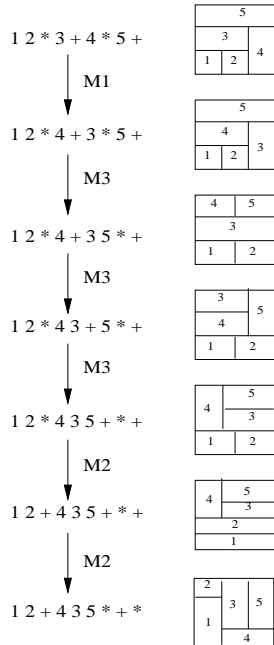 1 2 * 3 + 4 * 5 +
5
3
4
1 2
M1
1 2 * 4 + 3 * 5 +
5
4
3
1 2
M3
1 2 * 4 + 3 5 * +
4 5
3
1 2
M3
1 2 * 4 3 + 5 * +
3
5
4
1 2
M3
1 2 * 4 3 5 + * +
5
4
3
1 2
M2
1 2 + 4 3 5 + * +
4 5
3
2
1
M2
1 2 + 4 3 5 * + *
2
3 5
1
4